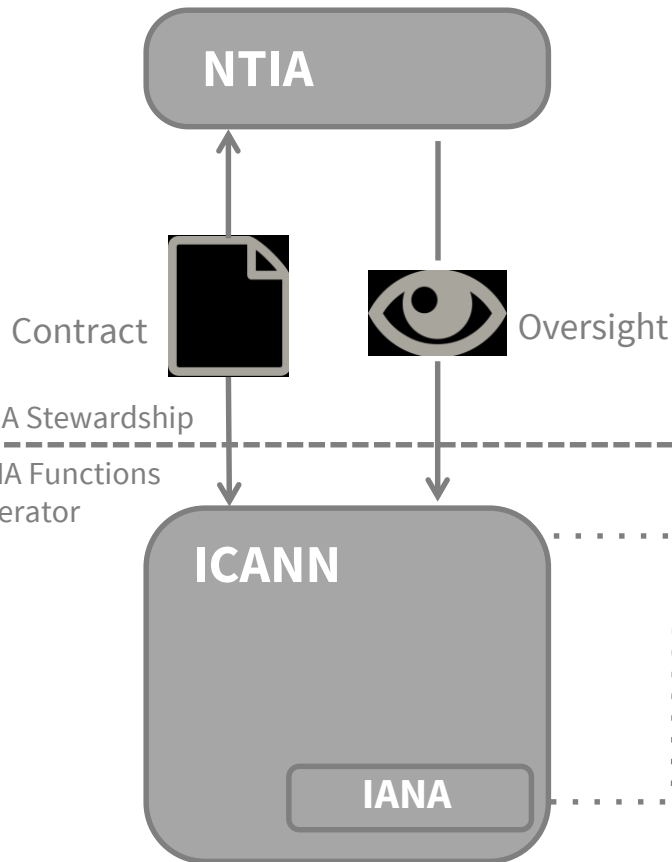 NTIA
Contract
Oversight
A Stewardship
IA Functions
erator
ICANN
IANA